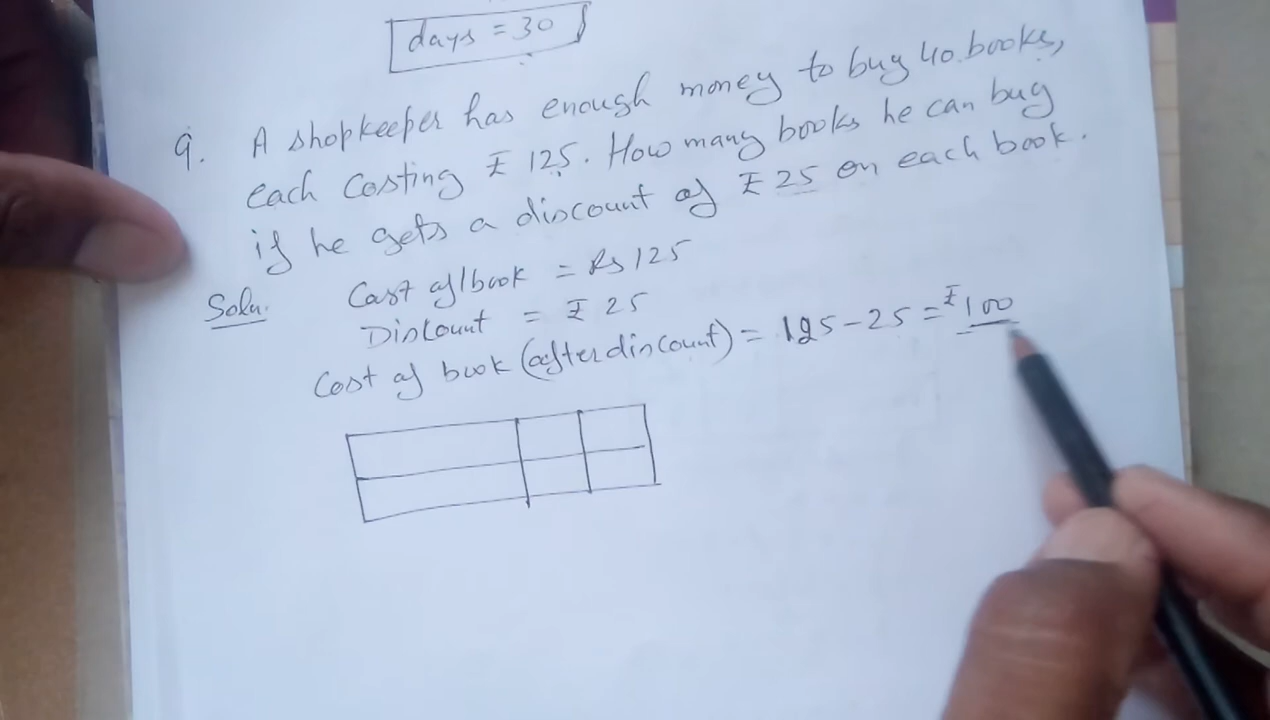 days = 30
9. A shopkeeper has enough money to buy 40 books,
each costing ₹ 125. How many books he can buy
if he gets a discount of ₹ 25 on each book.
Solu. Cost of 1 book = Rs 125
Discount = ₹ 25
Cost of book (after discount) = 125 - 25 = ₹100